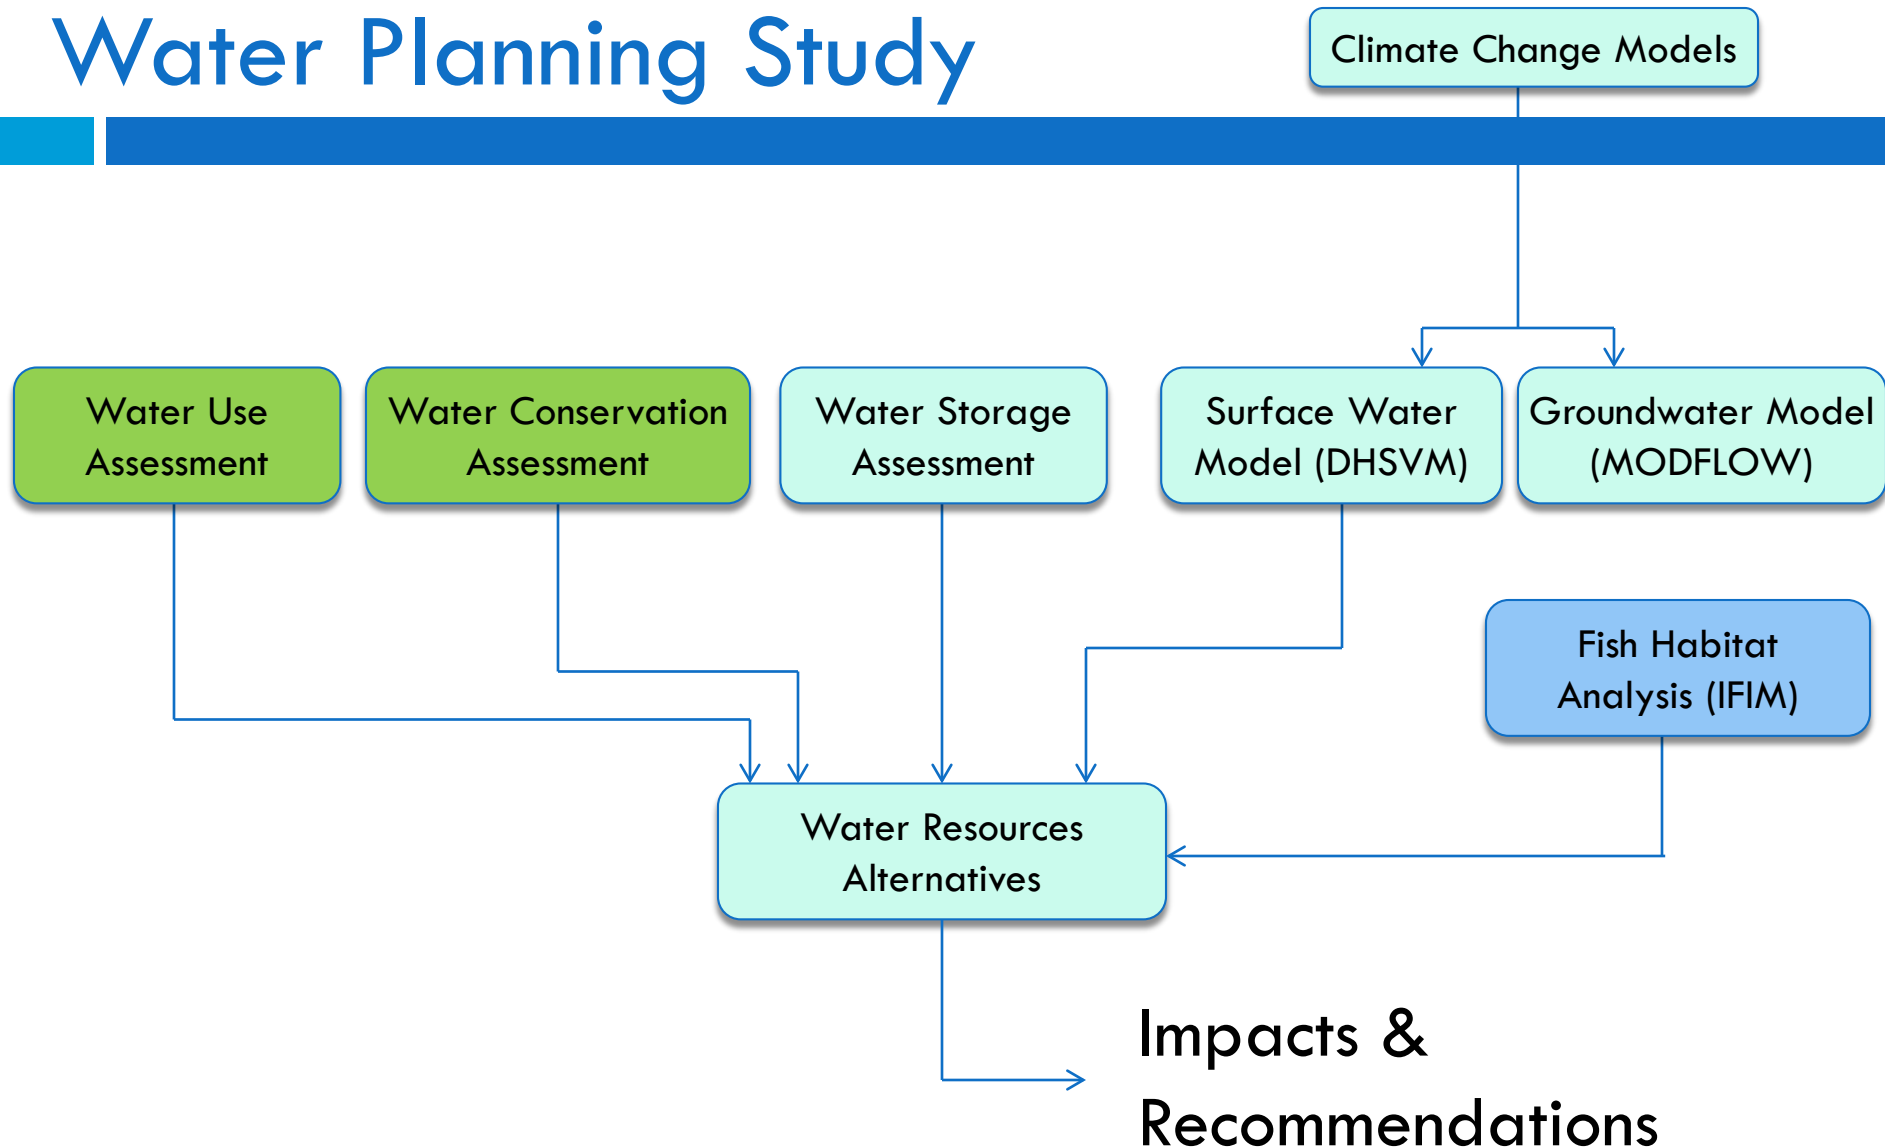 Water Planning Study
Climate Change Models
Water Use
Assessment
Water Conservation
Assessment
Water Storage
Assessment
Surface Water
Model (DHSVM)
Groundwater Model
(MODFLOW)
Fish Habitat
Analysis (IFIM)
Water Resources
Alternatives
Impacts &
Recommendations